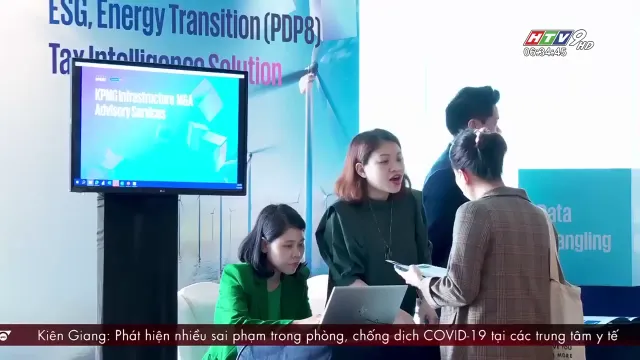 ESG, Energy Transition (PDP8)
Tax Intelligence Solution
KPMG
KPMG Infrastructure M&A
Advisory Services
HTV9 HD
06:34:45
Data
Kiên Giang: Phát hiện nhiều sai phạm trong phòng, chống dịch COVID-19 tại các trung tâm y tế